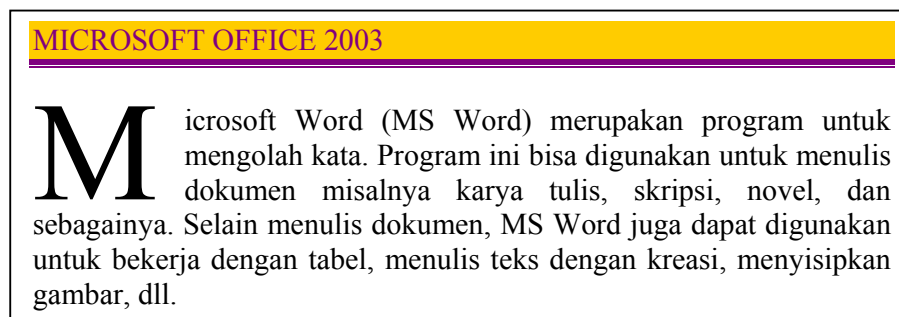 MICROSOFT OFFICE 2003
Microsoft Word (MS Word) merupakan program untuk
mengolah kata. Program ini bisa digunakan untuk menulis
dokumen misalnya karya tulis, skripsi, novel, dan
sebagainya. Selain menulis dokumen, MS Word juga dapat digunakan
untuk bekerja dengan tabel, menulis teks dengan kreasi, menyisipkan
gambar, dll.